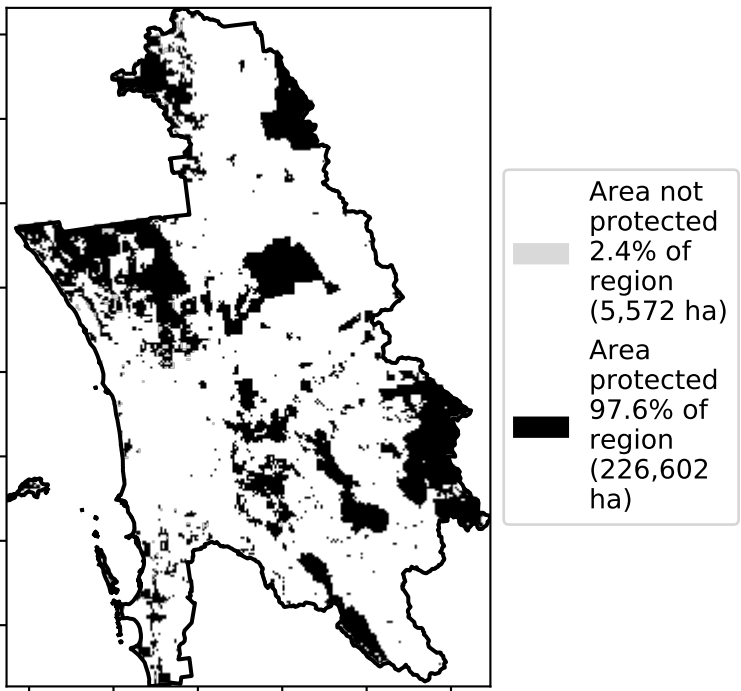 Area not
protected
2.4% of
region
(5,572 ha)
Area
protected
97.6% of
region
(226,602
ha)